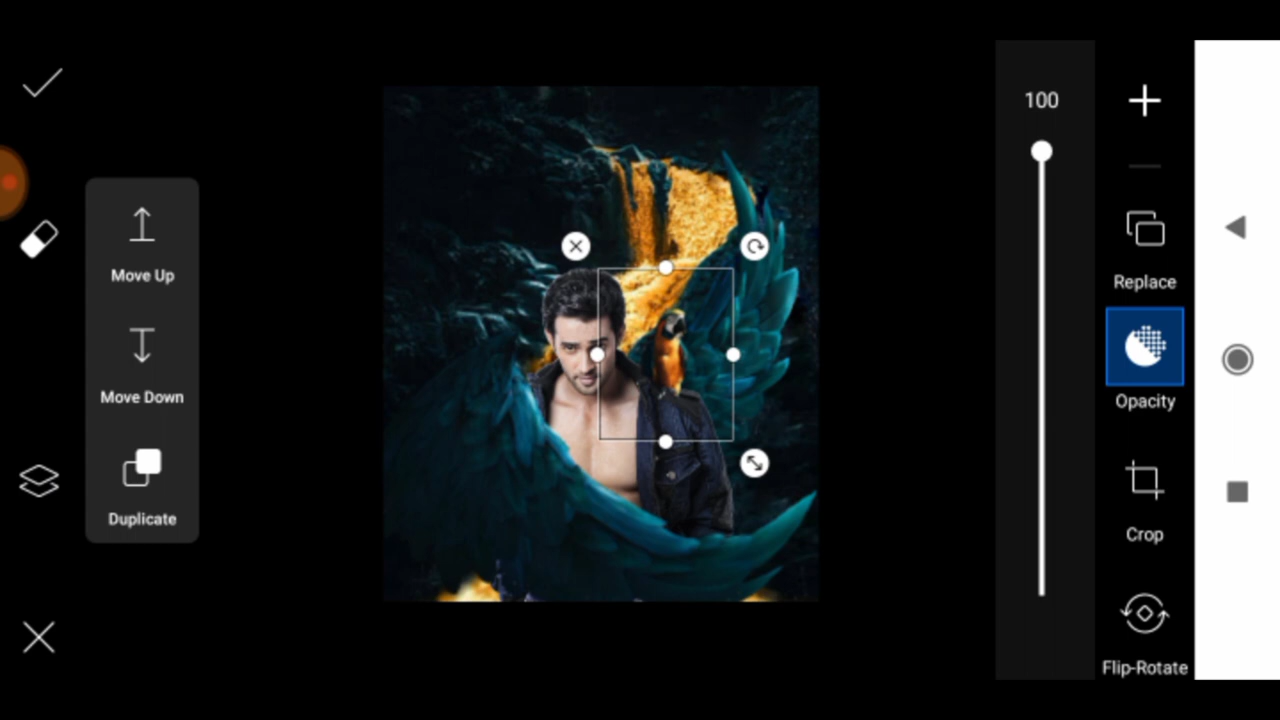 Move Up
Move Down
Duplicate
100
Replace
Opacity
Crop
Flip-Rotate